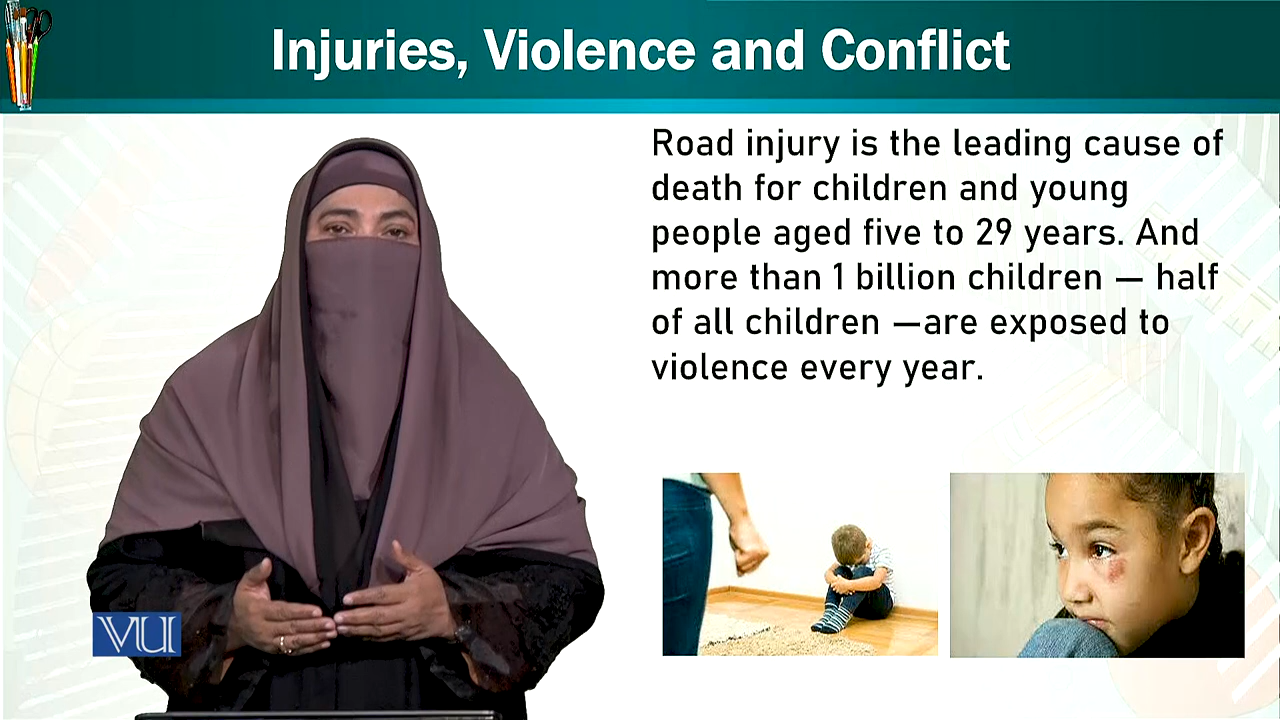 Injuries, Violence and Conflict
Road injury is the leading cause of
death for children and young
people aged five to 29 years. And
more than 1 billion children — half
of all children —are exposed to
violence every year.
VU